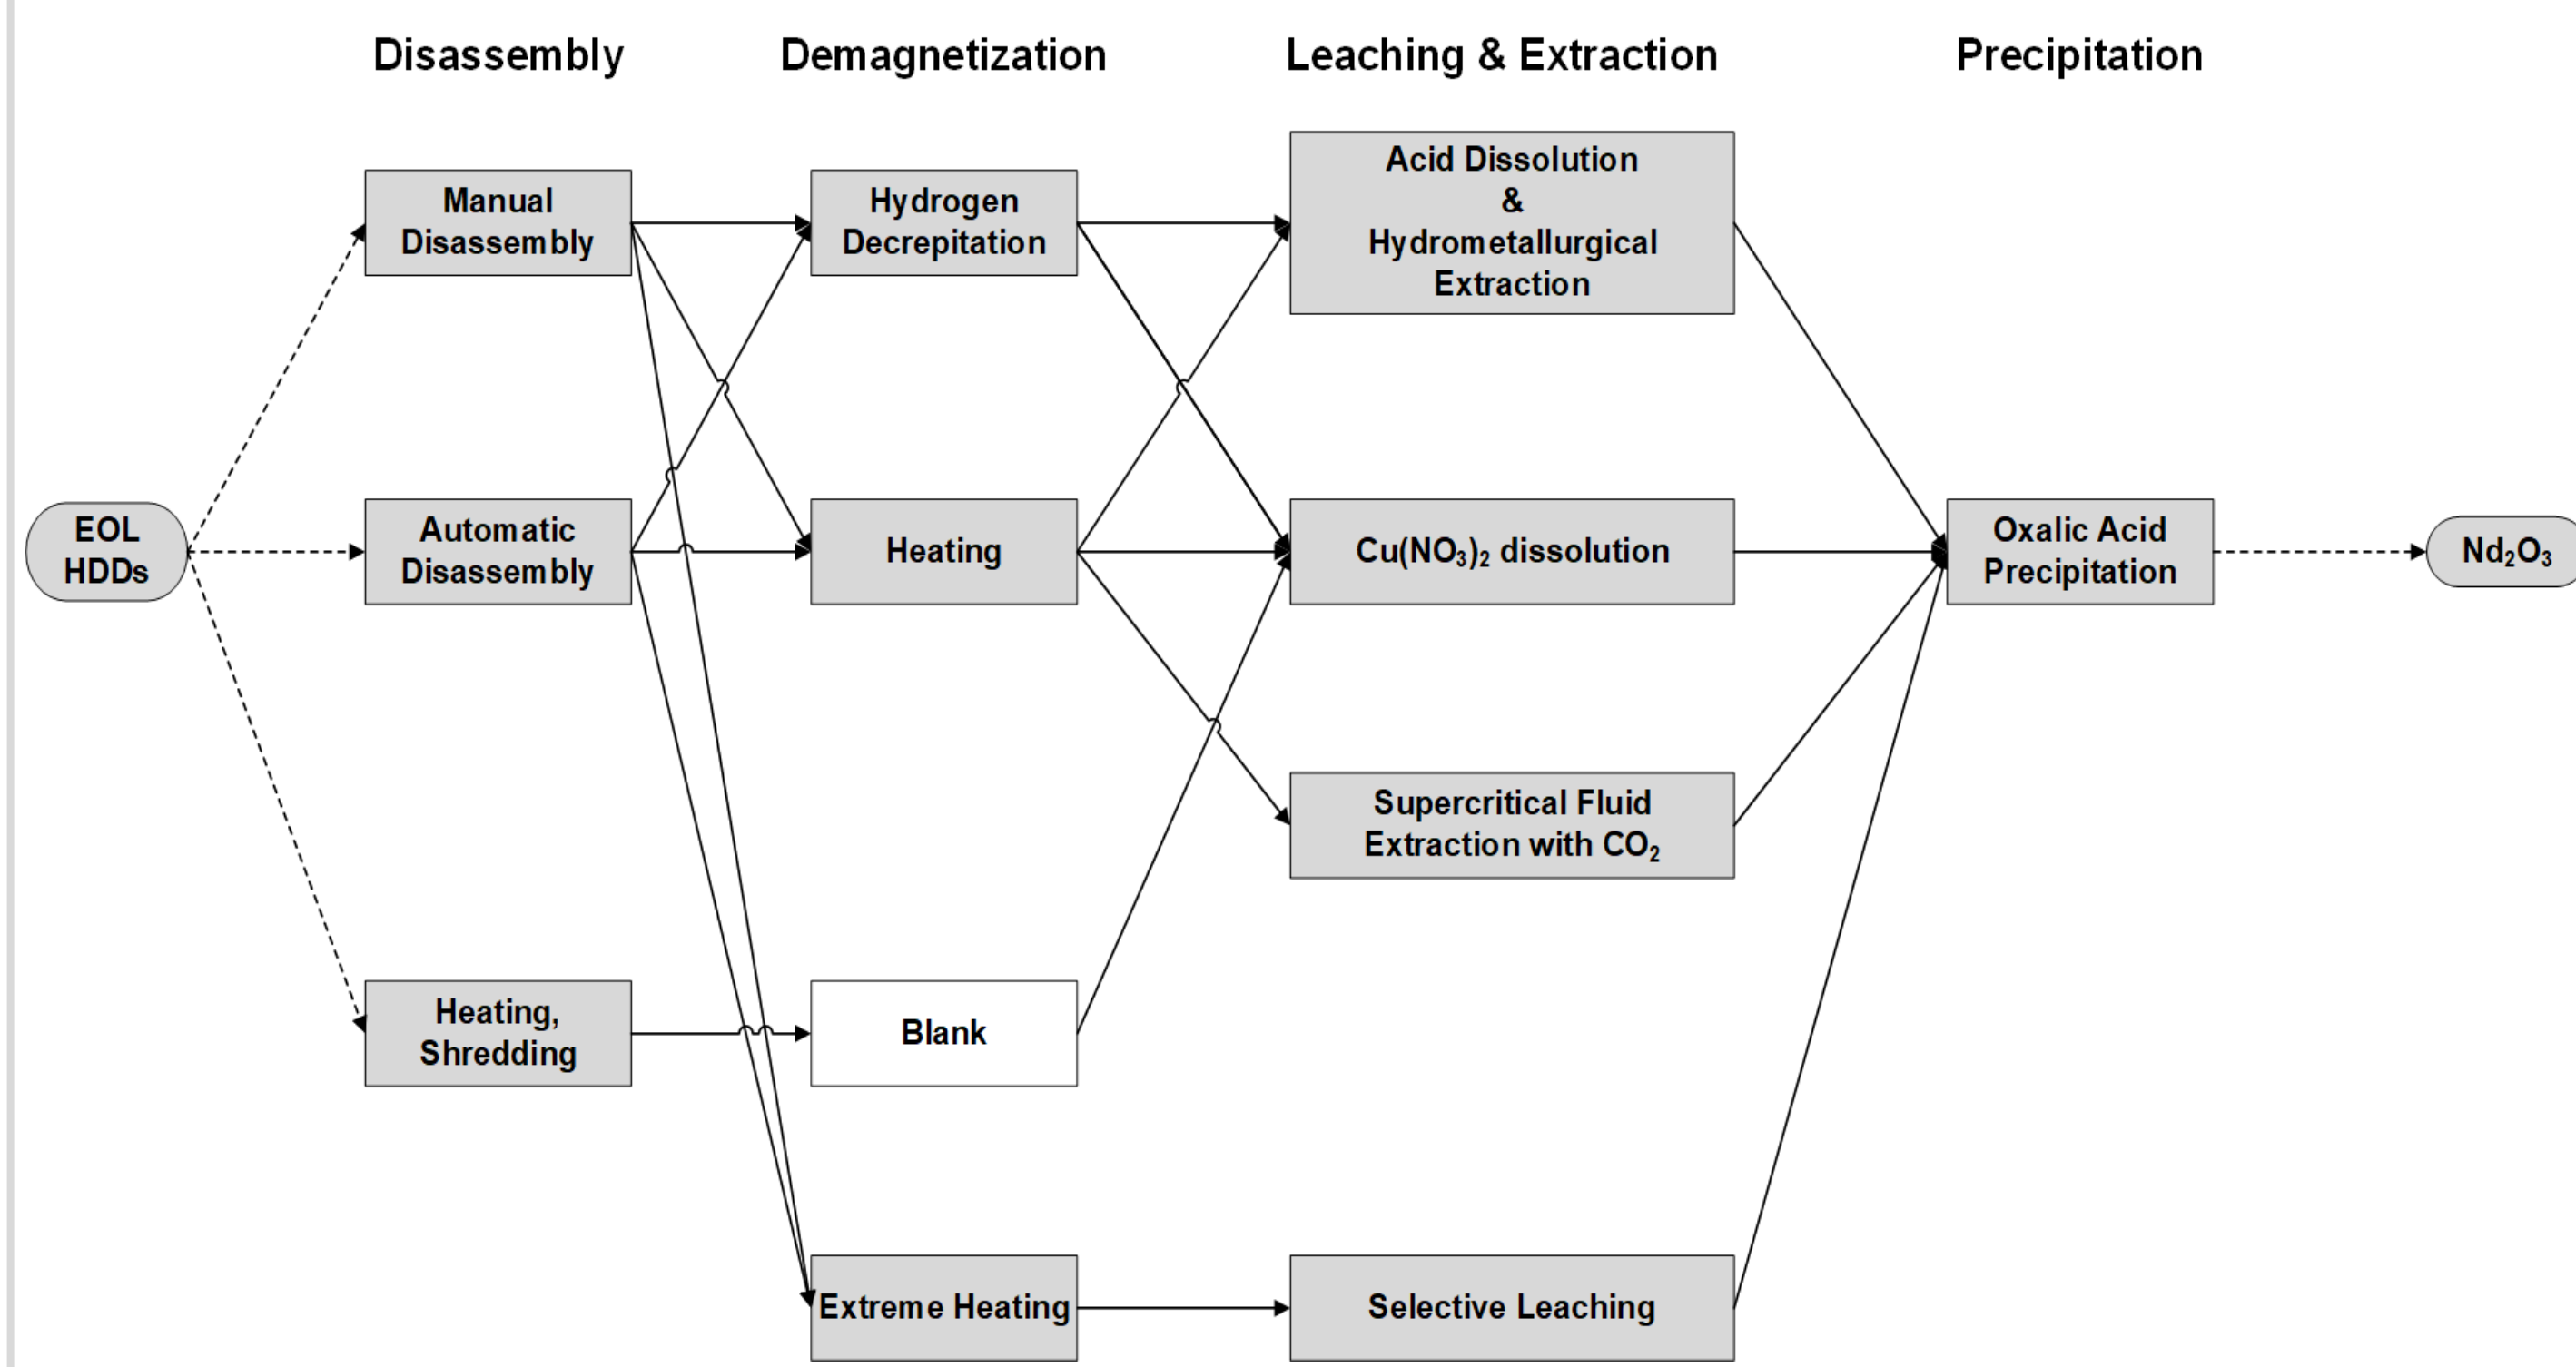 Disassembly
Demagnetization
Leaching & Extraction
Precipitation
Manual
Disassembly
Hydrogen
Decrepitation
Acid Dissolution
&
Hydrometallurgical
Extraction
EOL
HDDs
Automatic
Disassembly
Heating
Cu(NO₃)₂ dissolution
Oxalic Acid
Precipitation
Nd₂O₃
Supercritical Fluid
Extraction with CO₂
Heating,
Shredding
Blank
Extreme Heating
Selective Leaching